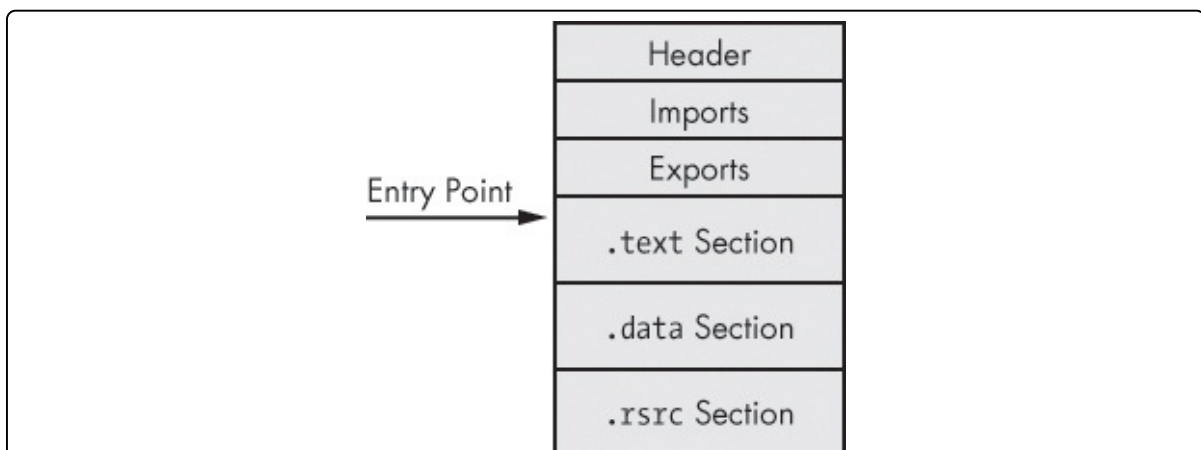 Header
Imports
Exports
Entry Point
.text Section
.data Section
.rsrc Section